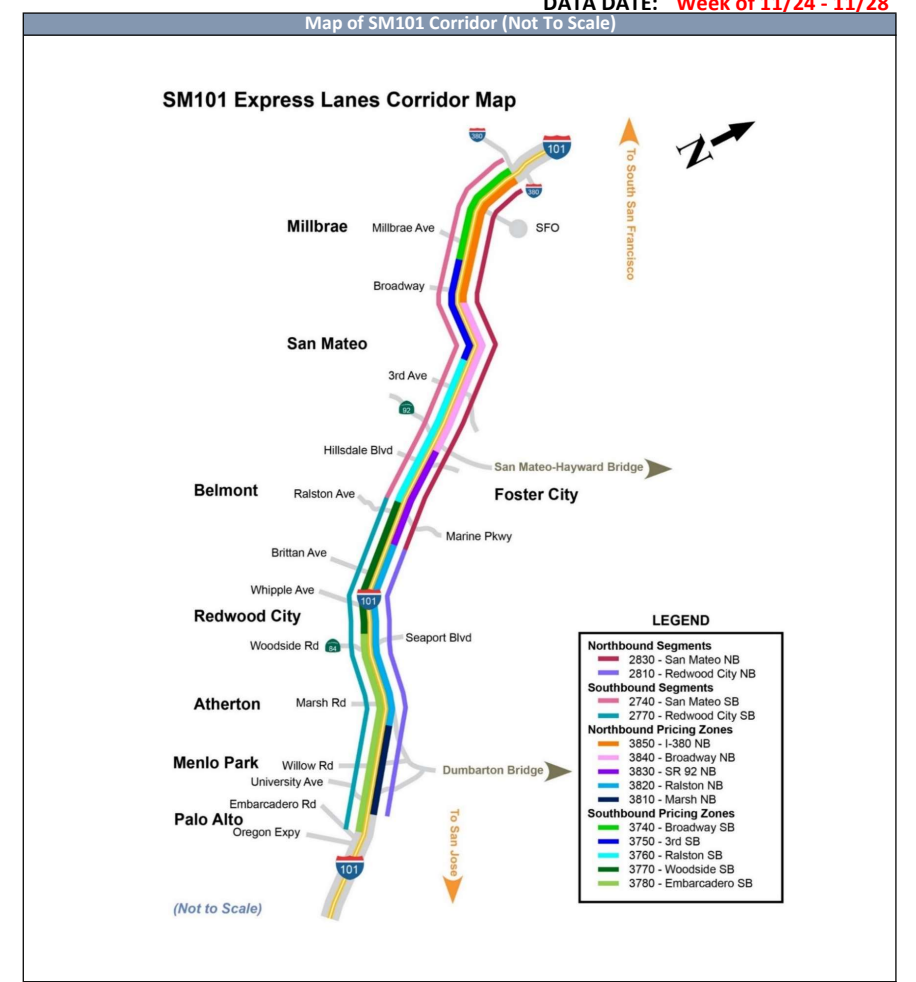 DATA DATE: Week of 11/24 - 11/28
Map of SM101 Corridor (Not To Scale)
SM101 Express Lanes Corridor Map
380
101
N
To South San Francisco
380
Millbrae
Millbrae Ave
SFO
Broadway
San Mateo
3rd Ave
92
Hillsdale Blvd
San Mateo-Hayward Bridge
Belmont
Ralston Ave
Foster City
Marine Pkwy
Brittan Ave
Whipple Ave
101
Redwood City
Woodside Rd
84
Seaport Blvd
Atherton
Marsh Rd
Menlo Park
Willow Rd
Dumbarton Bridge
University Ave
Embarcadero Rd
Palo Alto
Oregon Expy
To San Jose
101
(Not to Scale)
LEGEND
Northbound Segments
2830 - San Mateo NB
2810 - Redwood City NB
Southbound Segments
2740 - San Mateo SB
2770 - Redwood City SB
Northbound Pricing Zones
3850 - I-380 NB
3840 - Broadway NB
3830 - SR 92 NB
3820 - Ralston NB
3810 - Marsh NB
Southbound Pricing Zones
3740 - Broadway SB
3750 - 3rd SB
3760 - Ralston SB
3770 - Woodside SB
3780 - Embarcadero SB